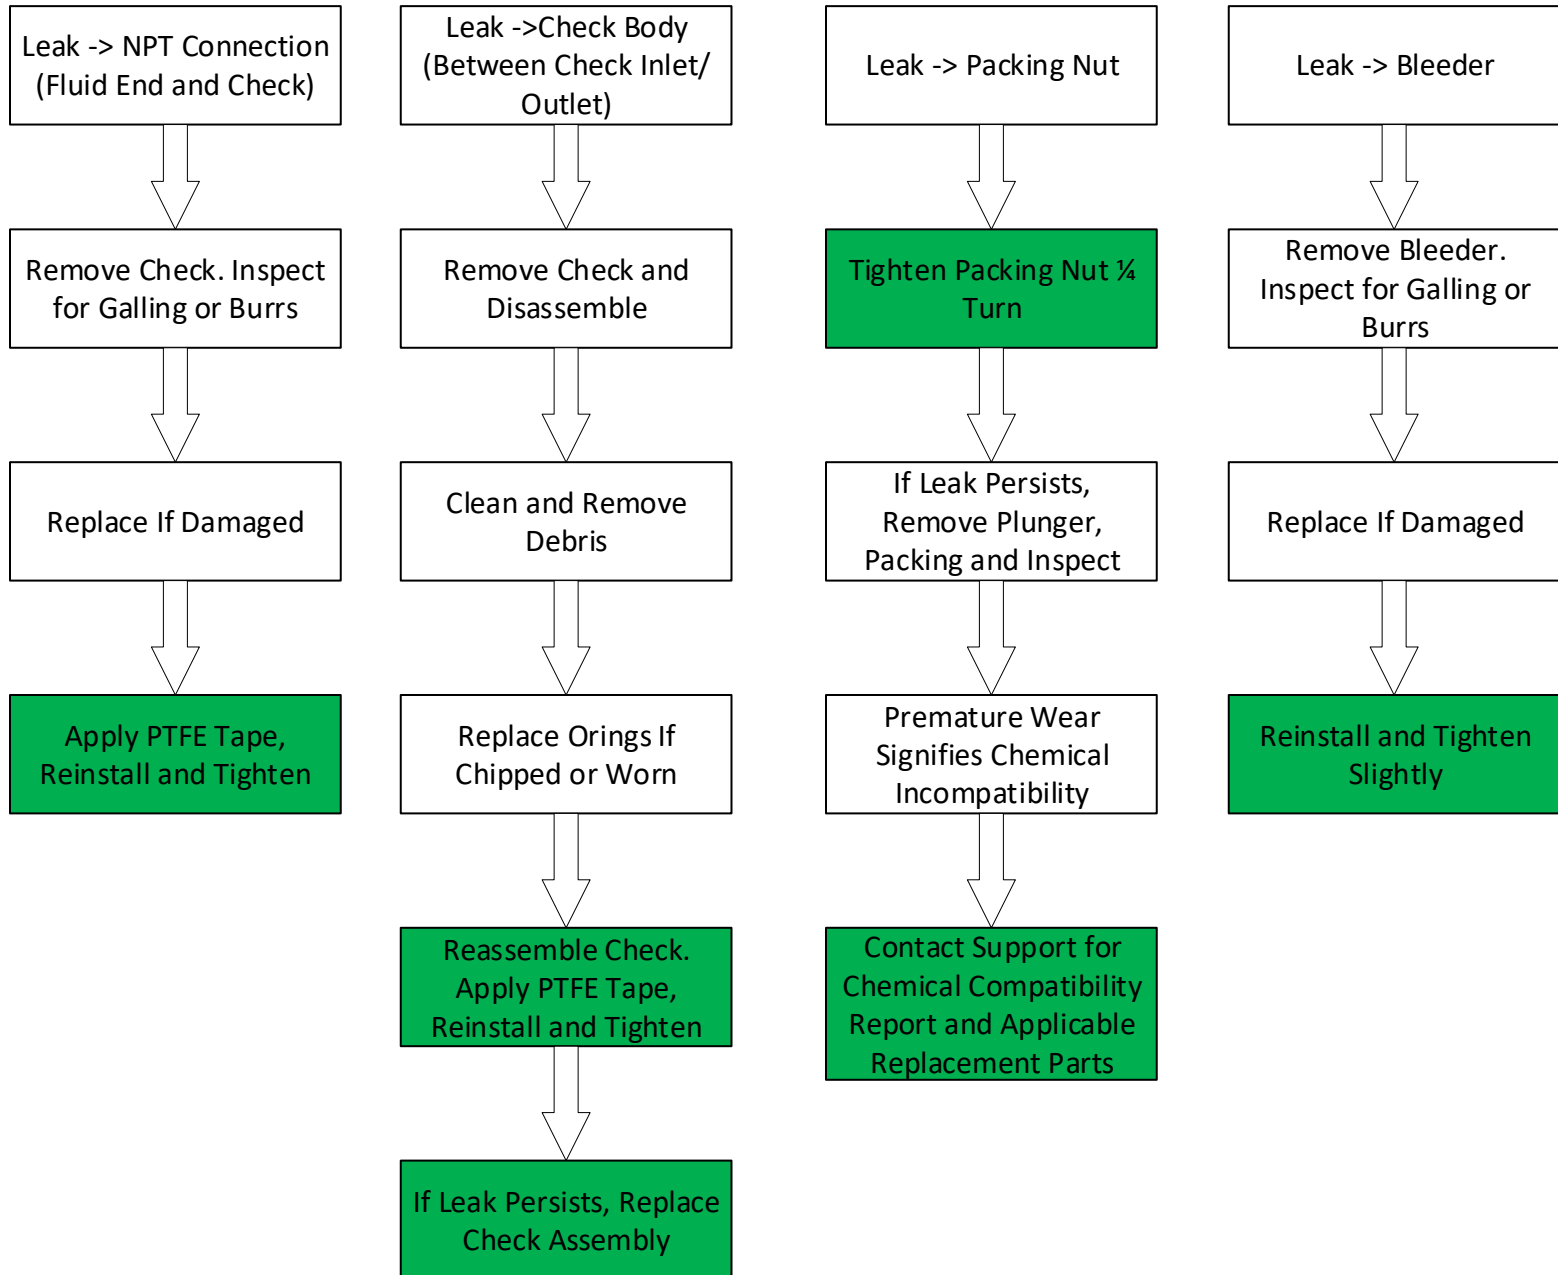 Leak -> NPT Connection
(Fluid End and Check)
Remove Check. Inspect
for Galling or Burrs
Replace If Damaged
Apply PTFE Tape,
Reinstall and Tighten
Leak ->Check Body
(Between Check Inlet/
Outlet)
Remove Check and
Disassemble
Clean and Remove
Debris
Replace Orings If
Chipped or Worn
Reassemble Check.
Apply PTFE Tape,
Reinstall and Tighten
If Leak Persists, Replace
Check Assembly
Leak -> Packing Nut
Tighten Packing Nut ¼
Turn
If Leak Persists,
Remove Plunger,
Packing and Inspect
Premature Wear
Signifies Chemical
Incompatibility
Contact Support for
Chemical Compatibility
Report and Applicable
Replacement Parts
Leak -> Bleeder
Remove Bleeder.
Inspect for Galling or
Burrs
Replace If Damaged
Reinstall and Tighten
Slightly